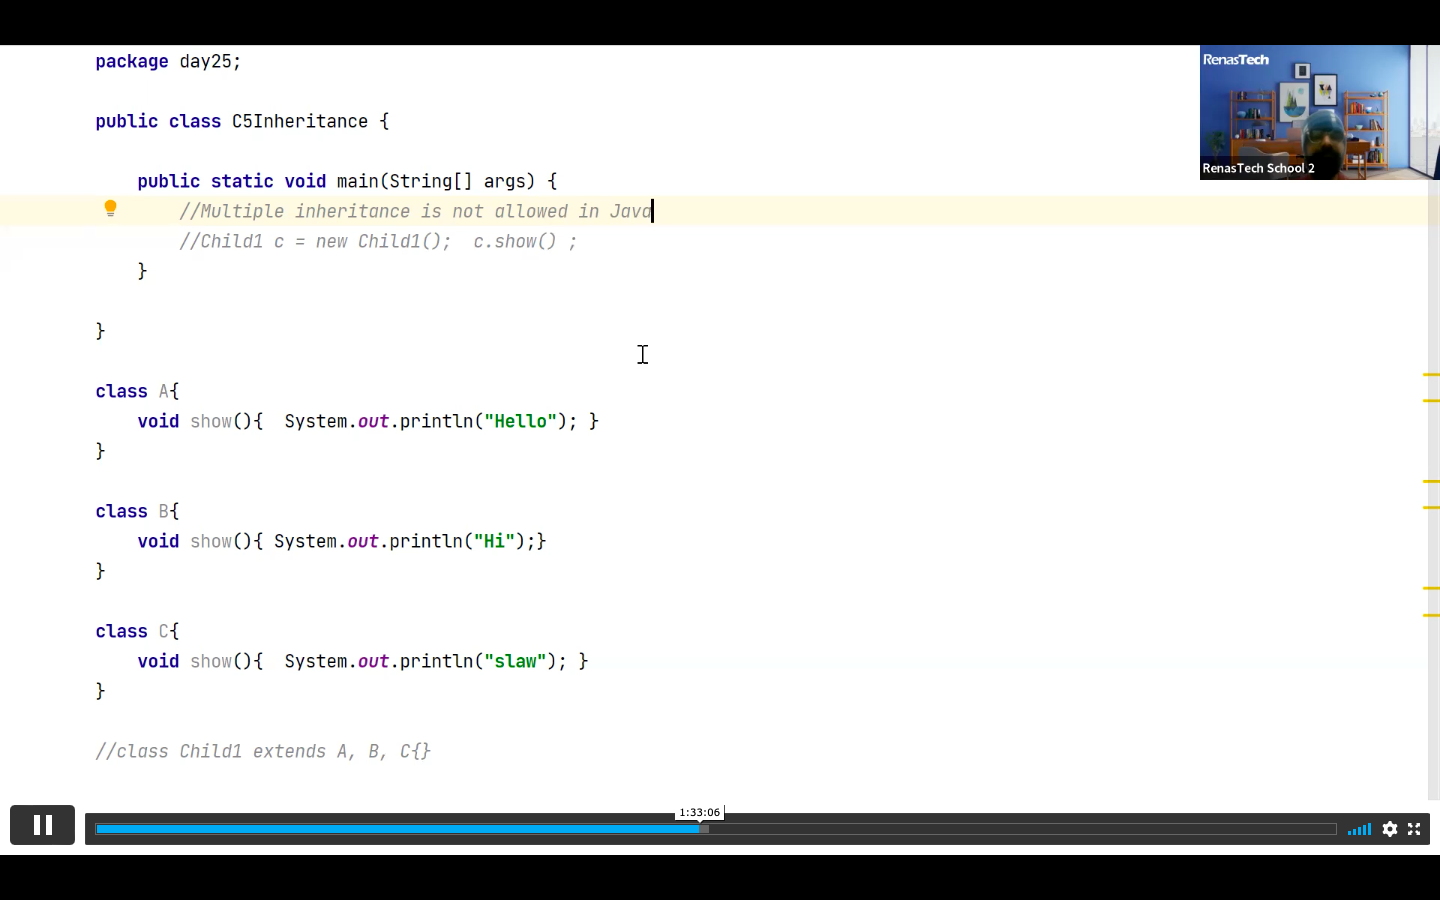 package day25;
public class C5Inheritance {
public static void main(String[] args) {
//Multiple inheritance is not allowed in Java
//Child1 c = new Child1();  c.show() ;
}
}
class A{
void show(){  System.out.println("Hello"); }
}
class B{
void show(){ System.out.println("Hi");}
}
class C{
void show(){  System.out.println("slaw"); }
}
//class Child1 extends A, B, C{}
RenasTech
RenasTech School 2
1:33:06